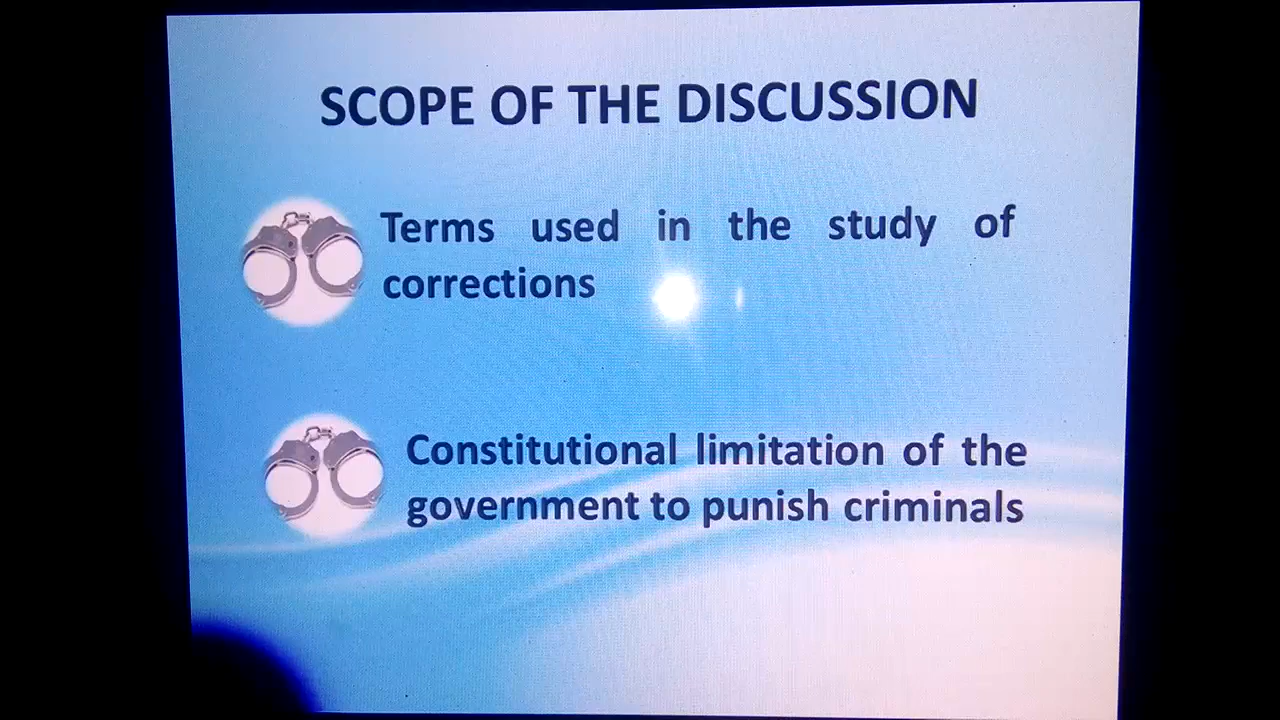 SCOPE OF THE DISCUSSION
Terms used in the study of
corrections
Constitutional limitation of the
government to punish criminals